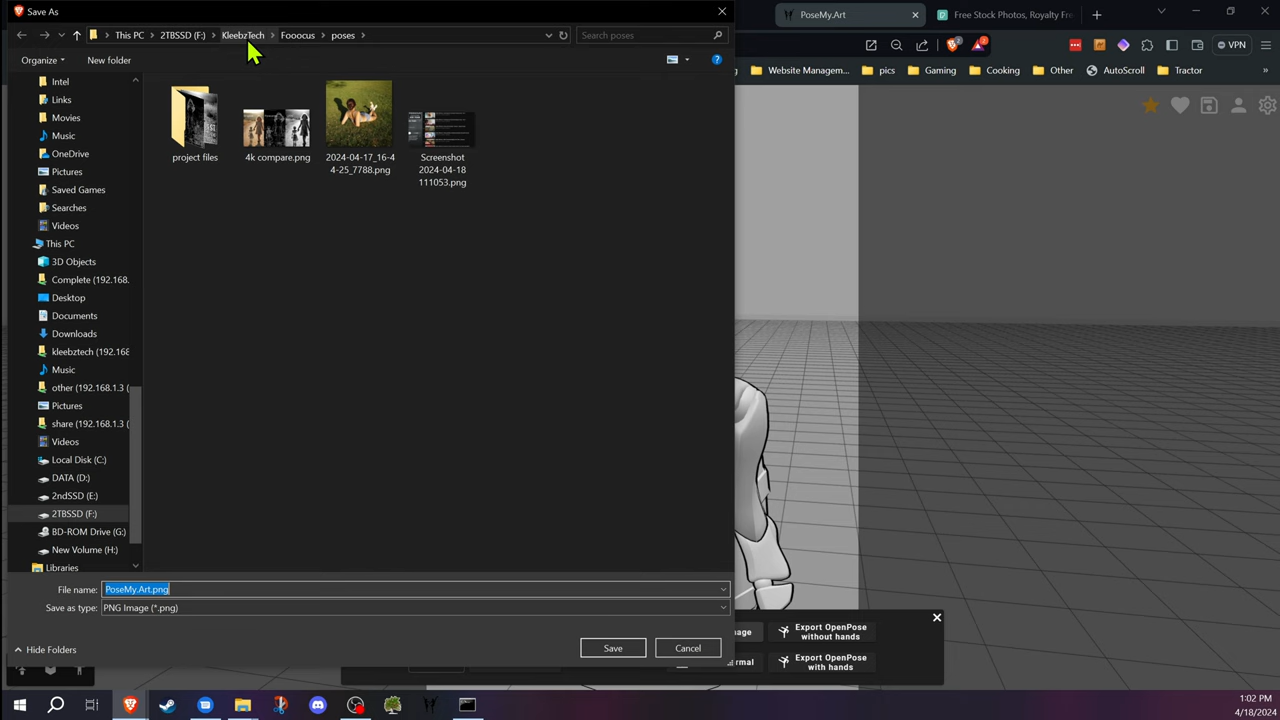 Save As
PoseMy.Art
Free Stock Photos, Royalty Fre
This PC
2TBSSD (F:)
KleebzTech
Fooocus
poses
Search poses
2
2
VPN
Organize
New folder
Website Managem...
pics
Gaming
Cooking
Other
AutoScroll
Tractor
Intel
Links
Movies
Music
OneDrive
Pictures
Saved Games
Searches
Videos
This PC
3D Objects
Complete (192.168.
Desktop
Documents
Downloads
kleebztech (192.168
Music
other (192.168.1.3 (
Pictures
share (192.168.1.3 (
Videos
Local Disk (C:)
DATA (D:)
2ndSSD (E:)
2TBSSD (F:)
BD-ROM Drive (G:)
New Volume (H:)
Libraries
project files
4k compare.png
2024-04-17_16-4
4-25_7788.png
Screenshot
2024-04-18
111053.png
File name:
PoseMy.Art.png
Save as type:
PNG Image (*.png)
Hide Folders
Save
Cancel
age
Export OpenPose
without hands
rmal
Export OpenPose
with hands
1:02 PM
4/18/2024